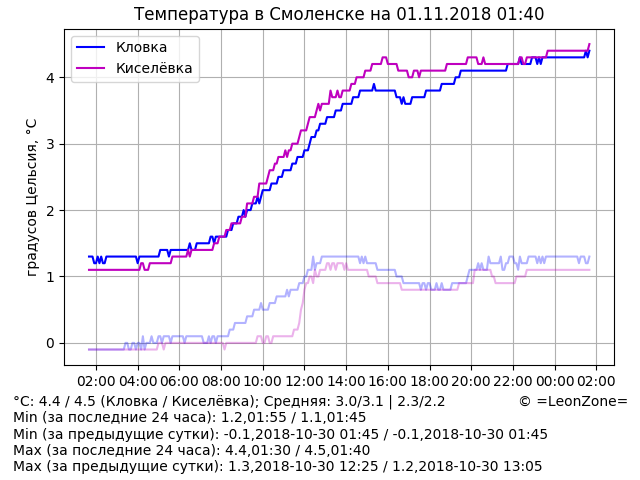 Температура в Смоленске на 01.11.2018 01:40
Кловка
Киселёвка
градусов Цельсия, °C
4
3
2
1
0
02:00 04:00 06:00 08:00 10:00 12:00 14:00 16:00 18:00 20:00 22:00 00:00 02:00
°C: 4.4 / 4.5 (Кловка / Киселёвка); Средняя: 3.0/3.1 | 2.3/2.2 © =LeonZone=
Min (за последние 24 часа): 1.2,01:55 / 1.1,01:45
Min (за предыдущие сутки): -0.1,2018-10-30 01:45 / -0.1,2018-10-30 01:45
Max (за последние 24 часа): 4.4,01:30 / 4.5,01:40
Max (за предыдущие сутки): 1.3,2018-10-30 12:25 / 1.2,2018-10-30 13:05